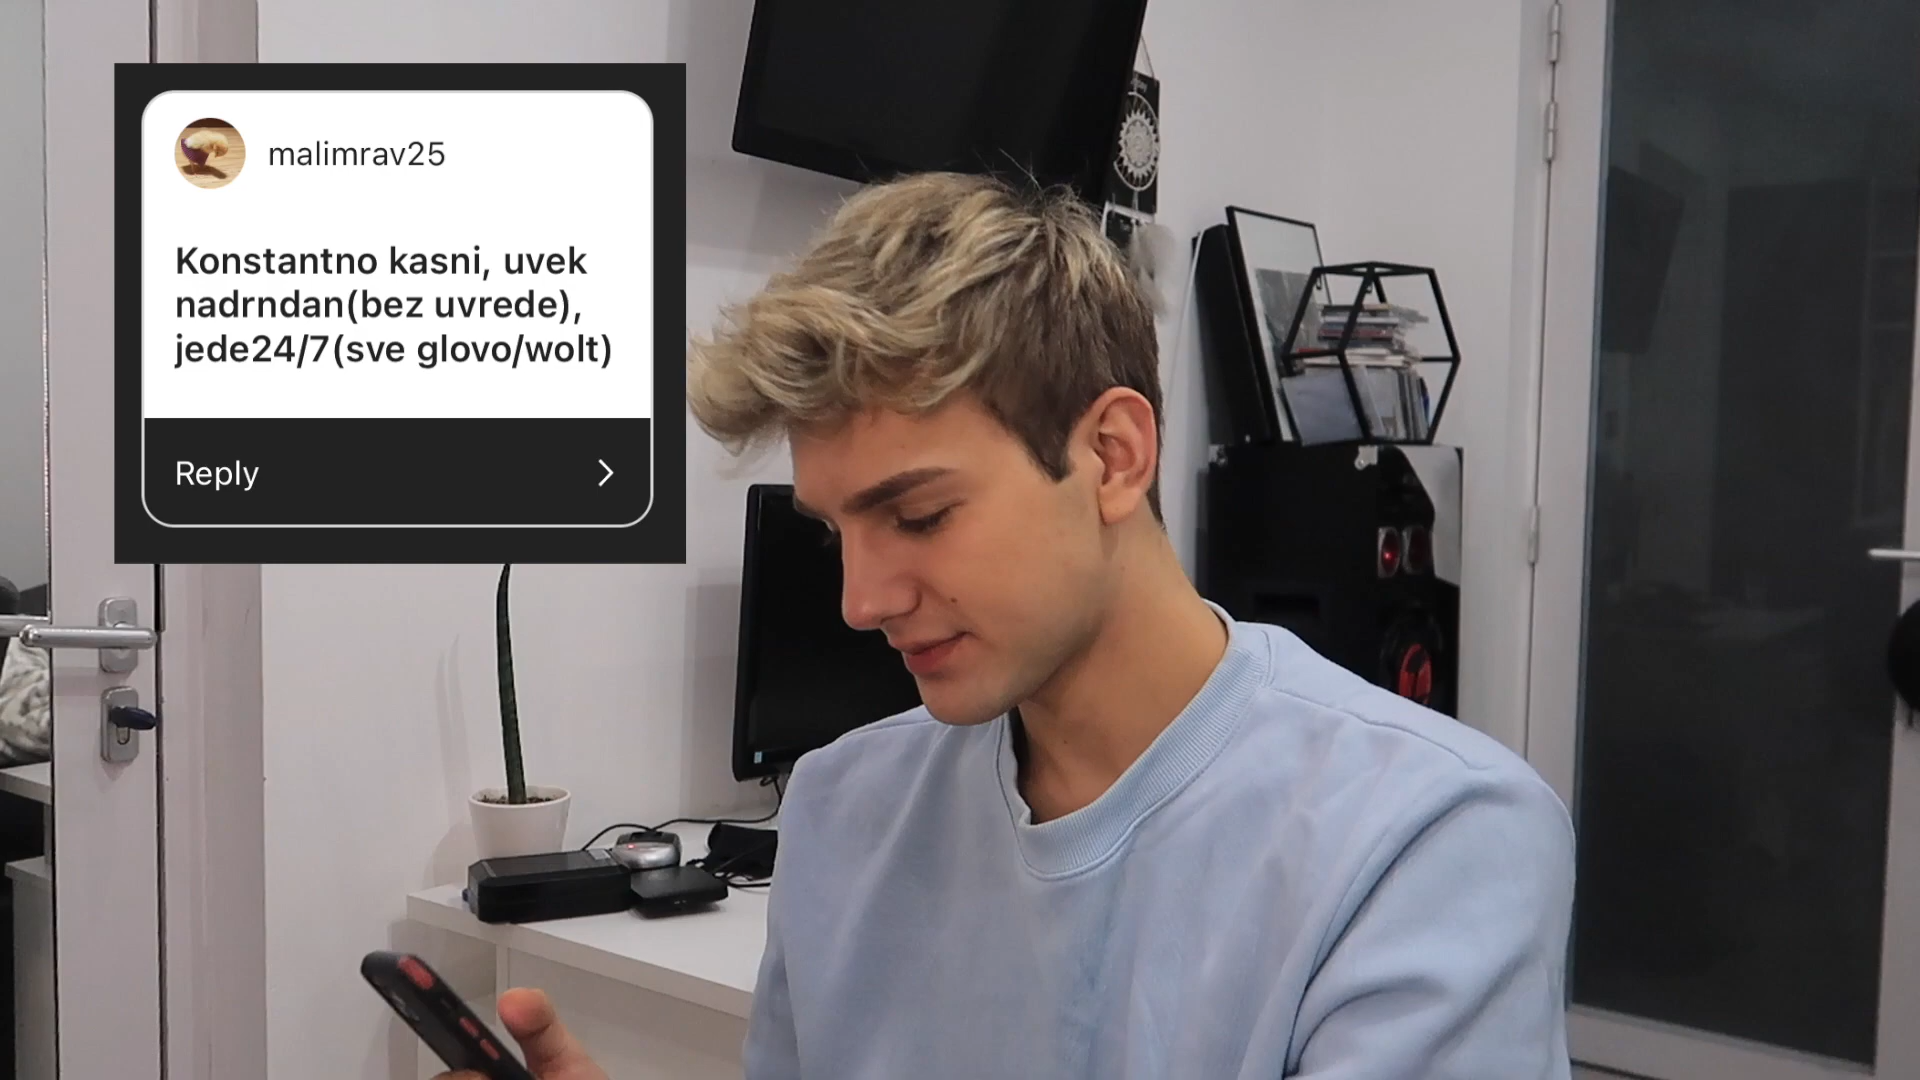 malimrav25
Konstantno kasni, uvek
nadrndan(bez uvrede),
jede24/7(sve glovo/wolt)
Reply